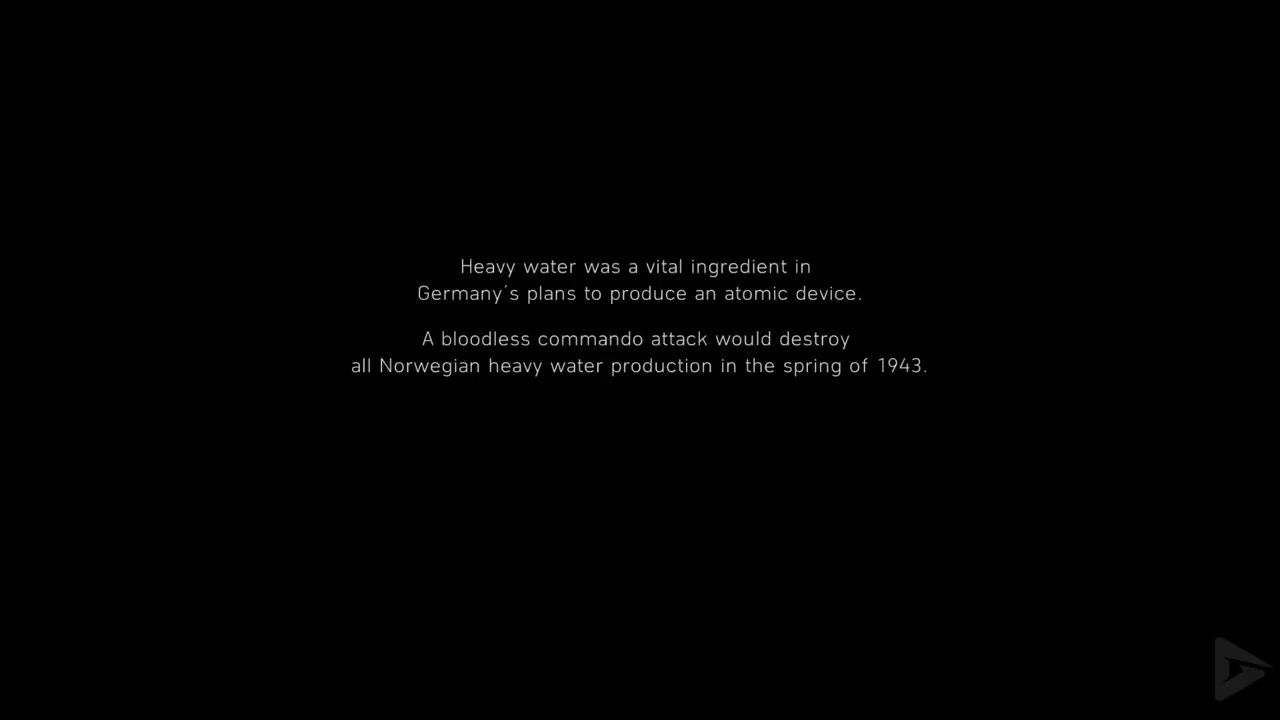 Heavy water was a vital ingredient in
Germany´s plans to produce an atomic device.
A bloodless commando attack would destroy
all Norwegian heavy water production in the spring of 1943.